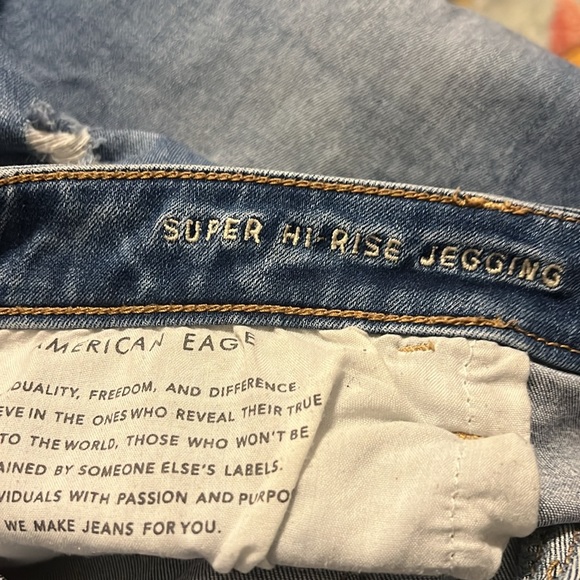 SUPER HI-RISE JEGGING
MERICAN EAGE
QUALITY, FREEDOM, AND DIFFERENCE.
EVE IN THE ONES WHO REVEAL THEIR TRUE
TO THE WORLD, THOSE WHO WON'T BE
AINED BY SOMEONE ELSE'S LABELS.
VIDUALS WITH PASSION AND PURPO
WE MAKE JEANS FOR YOU.